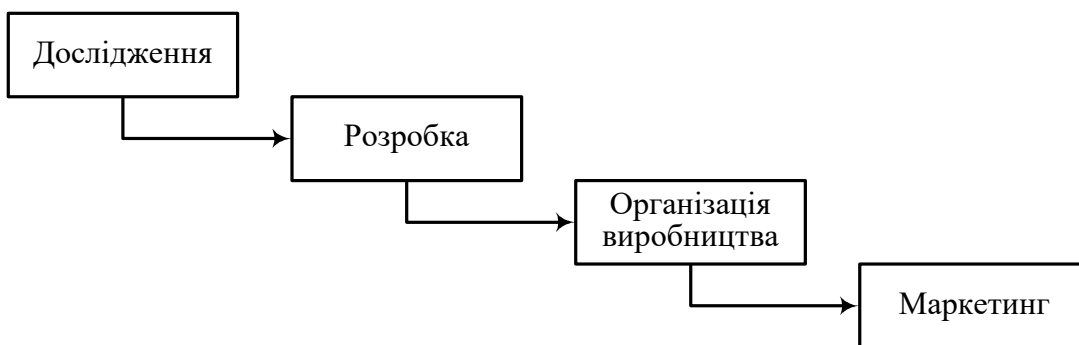 Дослідження
Розробка
Організація
виробництва
Маркетинг